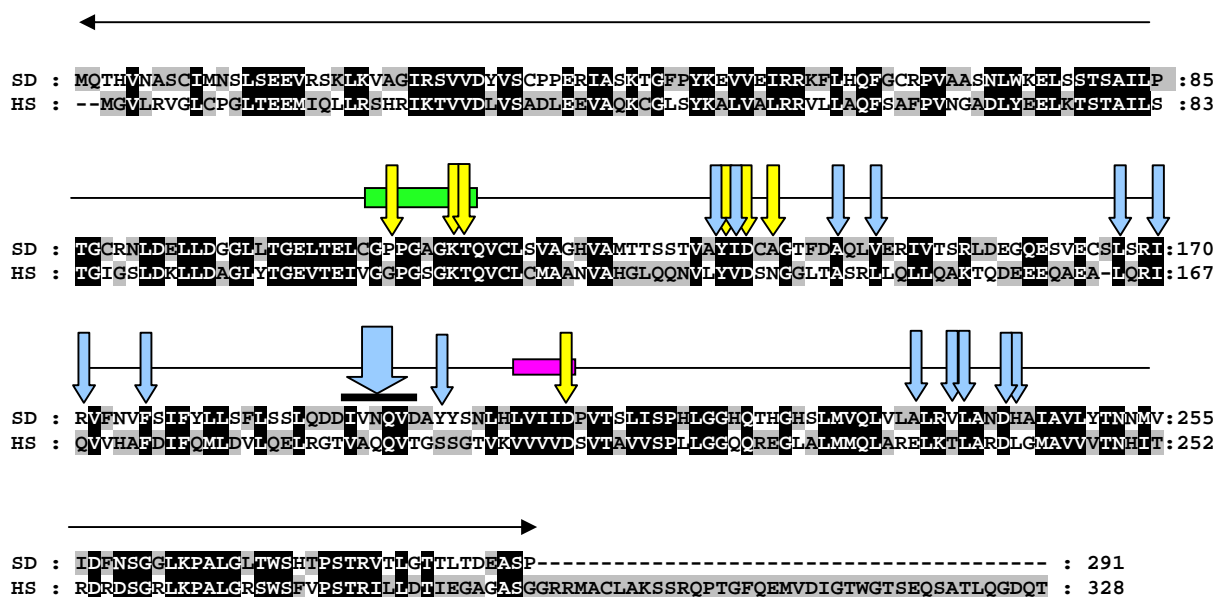 SD : MQTHVNASCIMNSLSEEVRSKLKVAGIRSVVDYVSCPPERIASKTGFPYKEVVEIRRKFLHQFGCRPVAASNLWKELSSTSAILP :85
HS : --MGVLRVGLCPGLTEEMIQLLRSHRIKTVVDLVSADLEEVAQKCGLSYKALVALRRVLLAQFSAFPVNGADLYEELKTSTAILS :83
SD : TGCRNLDELLDGGLLTGELTELCGPPGAGKTQVCLSVAGHVAMTTSSTVAYIDCAGTFDAQLVERIVTSRLDEGQESVECSLSRI:170
HS : TGIGSLDKLLDAGLYTGEVTEIVGGPGSGKTQVCLCMAANVAHGLQQNVLYVDSNGGLTASRLLQLLQAKTQDEEEQAEA-LQRI:167
SD : RVFNVFSIFYLLSFLSSLQDDIVNQVDAYYSNLHLVIIDPVTSLISPHLGGHQTHGHSLMVQLVLALRVLANDHAIAVLYTNNMV:255
HS : QVVHAFDIFQMLDVLQELRGTVAQQVTGSSGTVKVVVVDSVTAVVSPLLGGQQREGLALMMQLARELKTLARDLGMAVVVTNHIT:252
SD : IDFNSGGLKPALGLTWSHTPSTRVTLGTTLTDEASP------------------------------------------ : 291
HS : RDRDSGRLKPALGRSWSFVPSTRILLDTIEGAGASGGRRMACLAKSSRQPTGFQEMVDIGTWGTSEQSATLQGDQT : 328